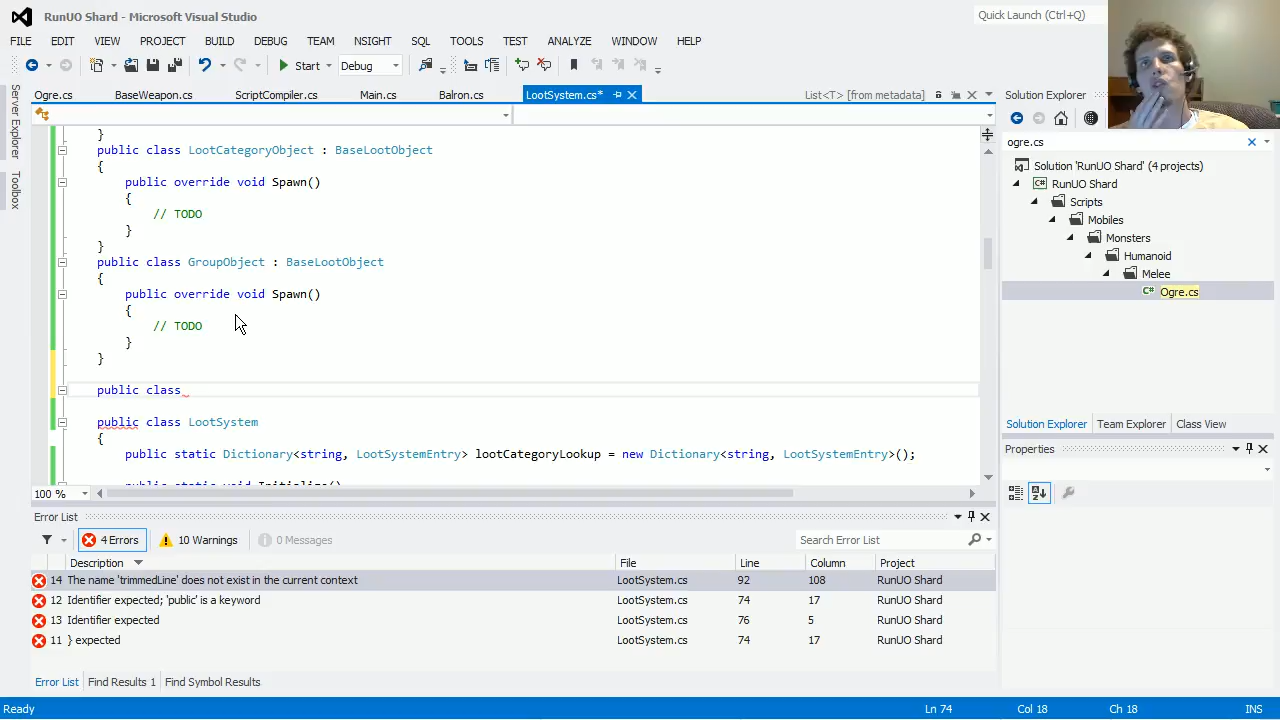 RunUO Shard - Microsoft Visual Studio
Quick Launch (Ctrl+Q)
FILE EDIT VIEW PROJECT BUILD DEBUG TEAM NSIGHT SQL TOOLS TEST ANALYZE WINDOW HELP
Start Debug
Server Explorer
Toolbox
Ogre.cs BaseWeapon.cs ScriptCompiler.cs Main.cs Balron.cs LootSystem.cs* List<T> [from metadata]
}
public class LootCategoryObject : BaseLootObject
{
public override void Spawn()
{
// TODO
}
}
public class GroupObject : BaseLootObject
{
public override void Spawn()
{
// TODO
}
}
public class
public class LootSystem
{
public static Dictionary<string, LootSystemEntry> lootCategoryLookup = new Dictionary<string, LootSystemEntry>();
public static void Initialize()
100 %
Solution Explorer
ogre.cs
Solution 'RunUO Shard' (4 projects)
RunUO Shard
Scripts
Mobiles
Monsters
Humanoid
Melee
Ogre.cs
Solution Explorer Team Explorer Class View
Properties
Error List
4 Errors 10 Warnings 0 Messages
Search Error List
Description File Line Column Project
14 The name 'trimmedLine' does not exist in the current context LootSystem.cs 92 108 RunUO Shard
12 Identifier expected; 'public' is a keyword LootSystem.cs 74 17 RunUO Shard
13 Identifier expected LootSystem.cs 76 5 RunUO Shard
11 } expected LootSystem.cs 74 17 RunUO Shard
Error List Find Results 1 Find Symbol Results
Ready Ln 74 Col 18 Ch 18 INS